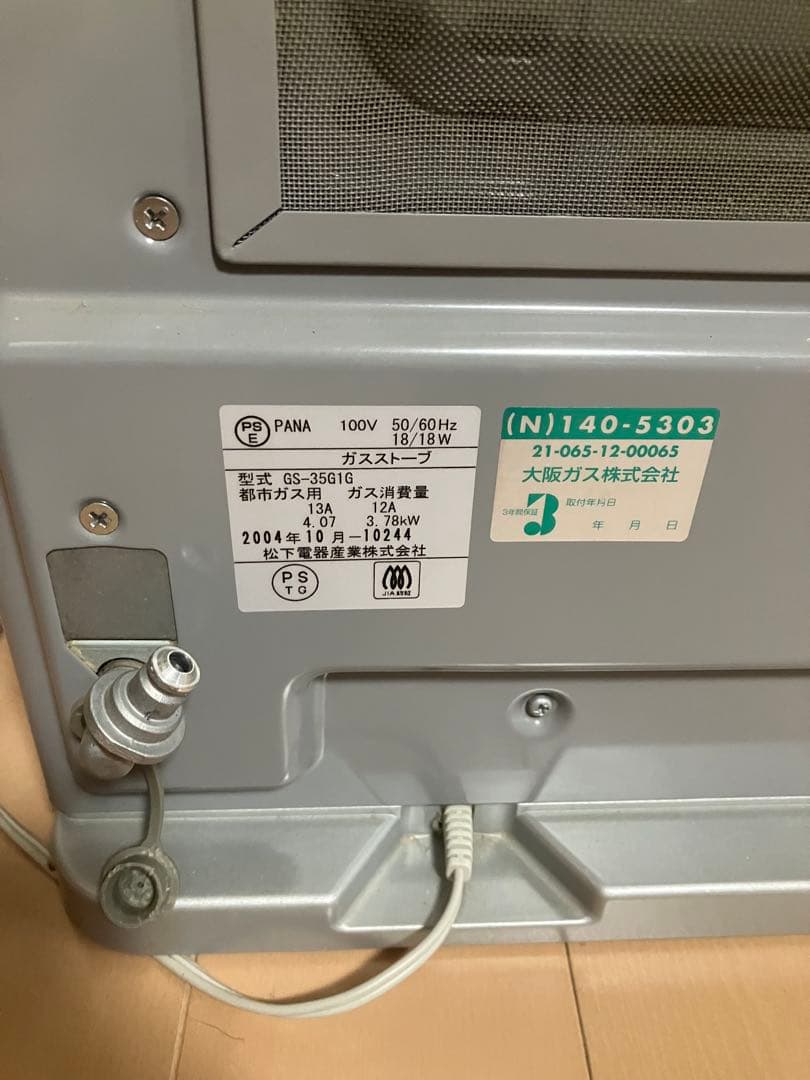 PS
E
PANA 100V 50/60Hz
18/18W
ガスストーブ
型式 GS-35G1G
都市ガス用 ガス消費量
13A 12A
4.07 3.78kW
2004年10月-10244
松下電器産業株式会社
PS
TG
JIA
(N)140-5303
21-065-12-00065
大阪ガス株式会社
3年間保証
3
取付年月日
年 月 日